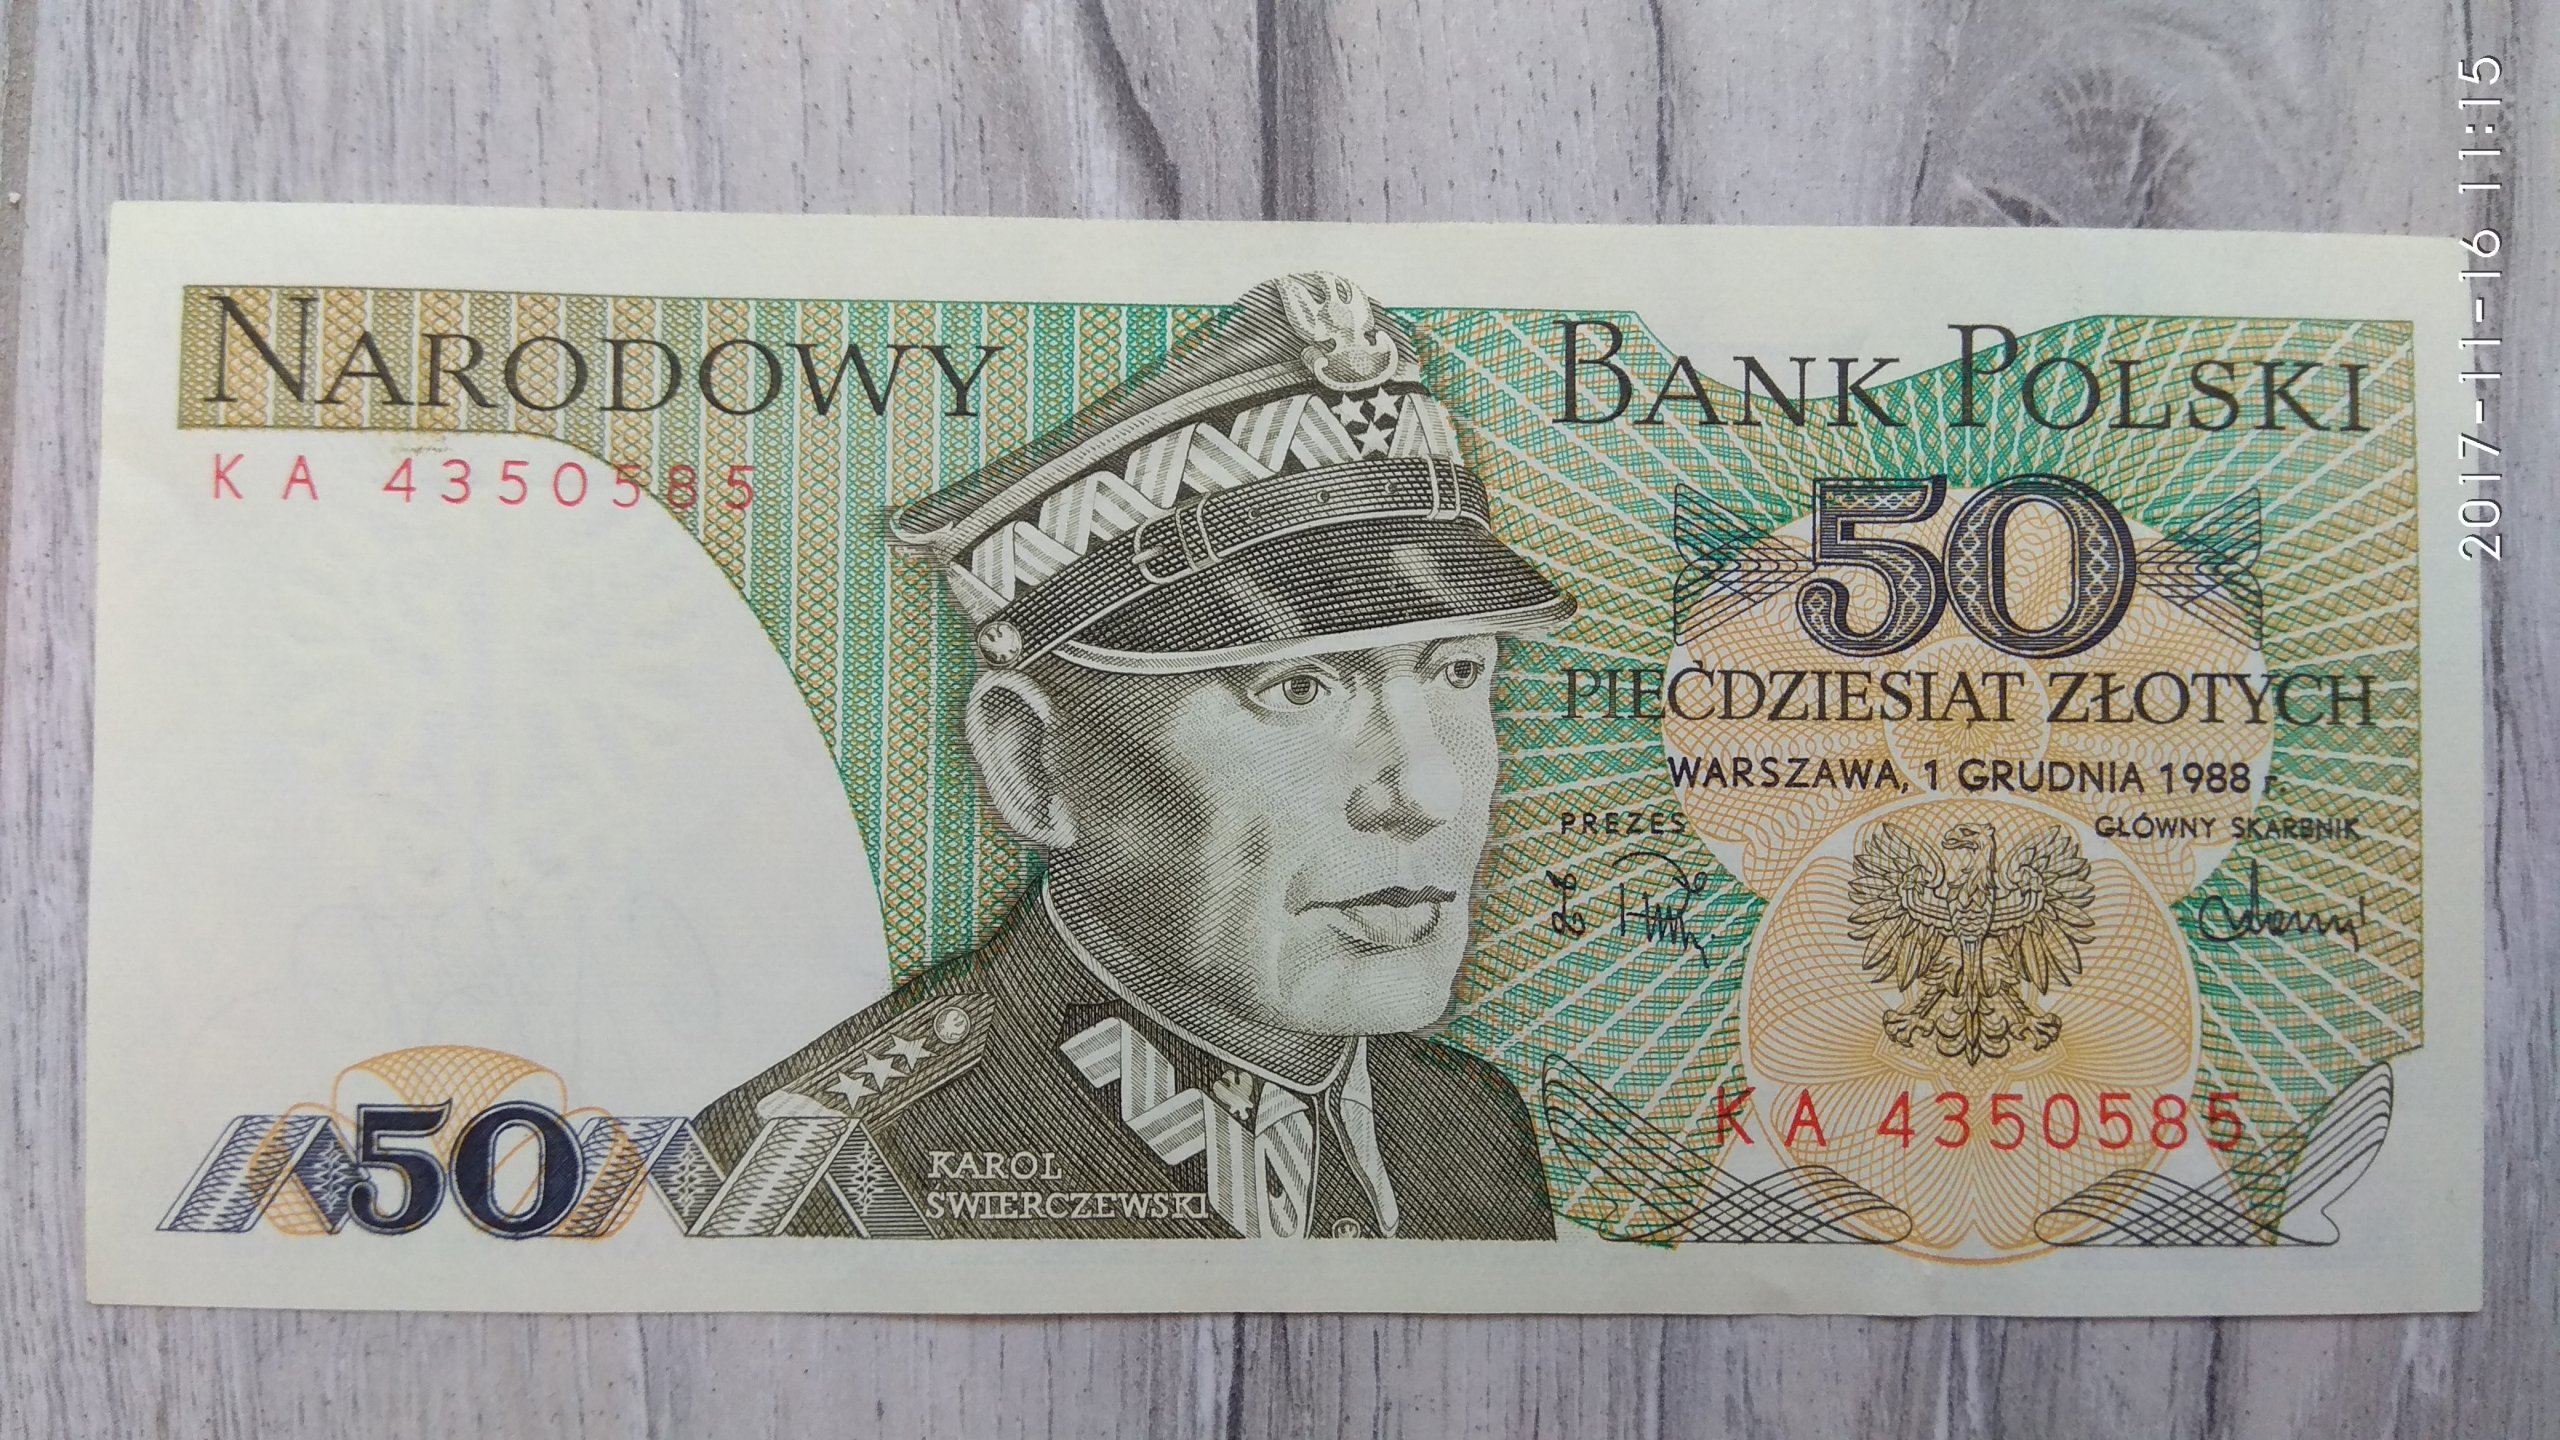 NARODOWY BANK POLSKI
KA 4350585
50
PIĘĆDZIESIĄT ZŁOTYCH
WARSZAWA, 1 GRUDNIA 1988 r.
PREZES
GŁÓWNY SKARBNIK
KA 4350585
50
KAROL
ŚWIERCZEWSKI
2017-11-16 11:15